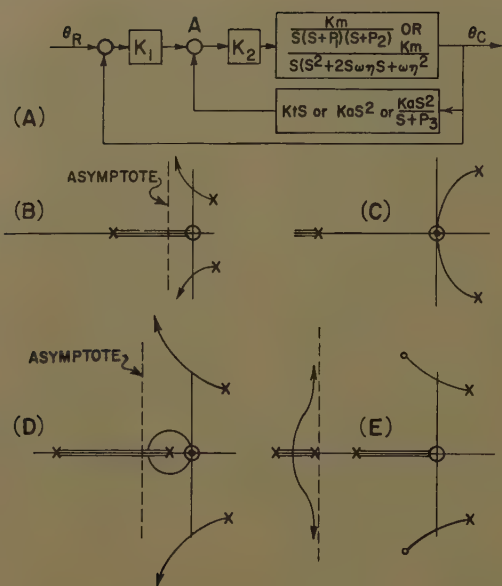 θR
K1
A
K2
Km
S(S+P1)(S+P2) OR
Km
S(S²+2SωηS+ωη²
θC
KtS or KaS² or KaS²
S+P3
(A)
ASYMPTOTE
(B)
(C)
ASYMPTOTE
(D)
(E)